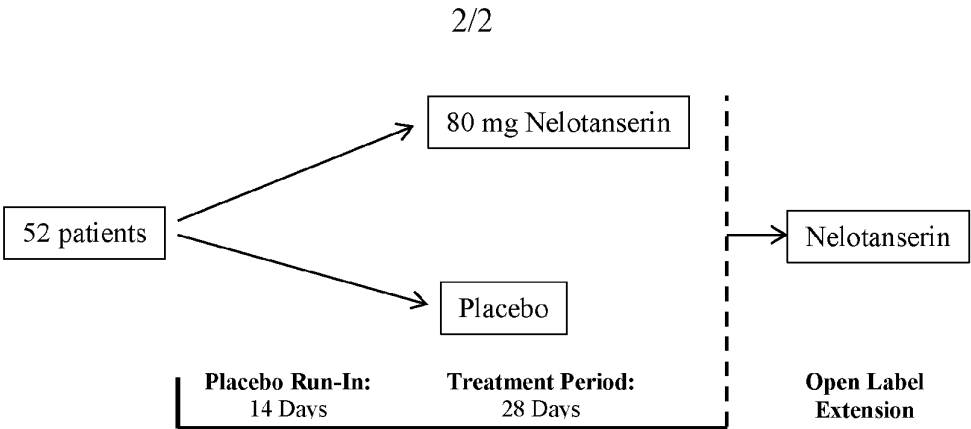 2/2
80 mg Nelotanserin
52 patients
Nelotanserin
Placebo
Placebo Run-In:
14 Days
Treatment Period:
28 Days
Open Label
Extension